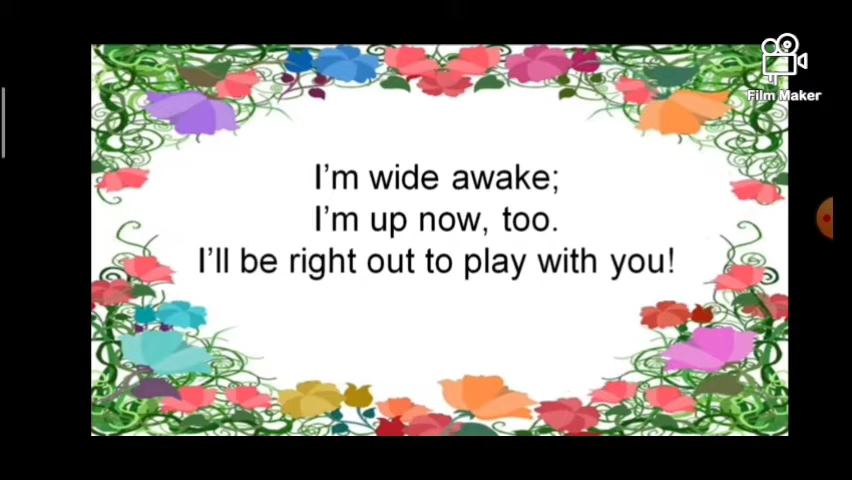 Film Maker
I'm wide awake;
I'm up now, too.
I'll be right out to play with you!